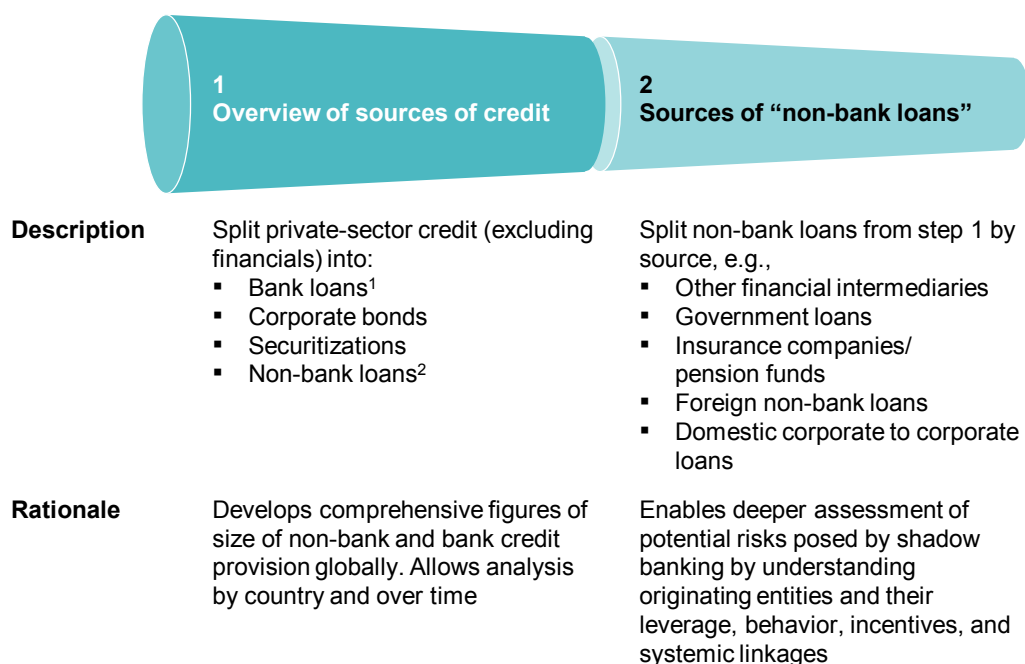 1
Overview of sources of credit
2
Sources of “non-bank loans”
Description
Split private-sector credit (excluding
financials) into:
▪ Bank loans1
▪ Corporate bonds
▪ Securitizations
▪ Non-bank loans2
Split non-bank loans from step 1 by
source, e.g.,
▪ Other financial intermediaries
▪ Government loans
▪ Insurance companies/
pension funds
▪ Foreign non-bank loans
▪ Domestic corporate to corporate
loans
Rationale
Develops comprehensive figures of
size of non-bank and bank credit
provision globally. Allows analysis
by country and over time
Enables deeper assessment of
potential risks posed by shadow
banking by understanding
originating entities and their
leverage, behavior, incentives, and
systemic linkages